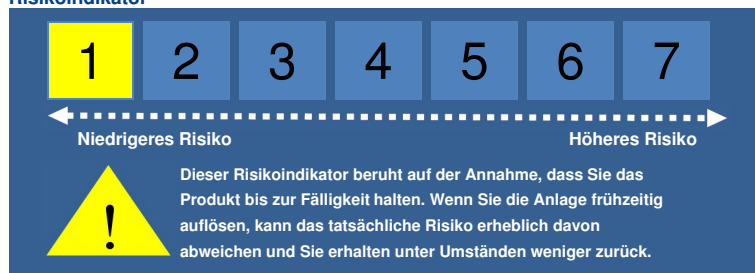 Risikoindikator
1 2 3 4 5 6 7
Niedrigeres Risiko Höheres Risiko
Dieser Risikoindikator beruht auf der Annahme, dass Sie das
Produkt bis zur Fälligkeit halten. Wenn Sie die Anlage frühzeitig
auflösen, kann das tatsächliche Risiko erheblich davon
abweichen und Sie erhalten unter Umständen weniger zurück.
!